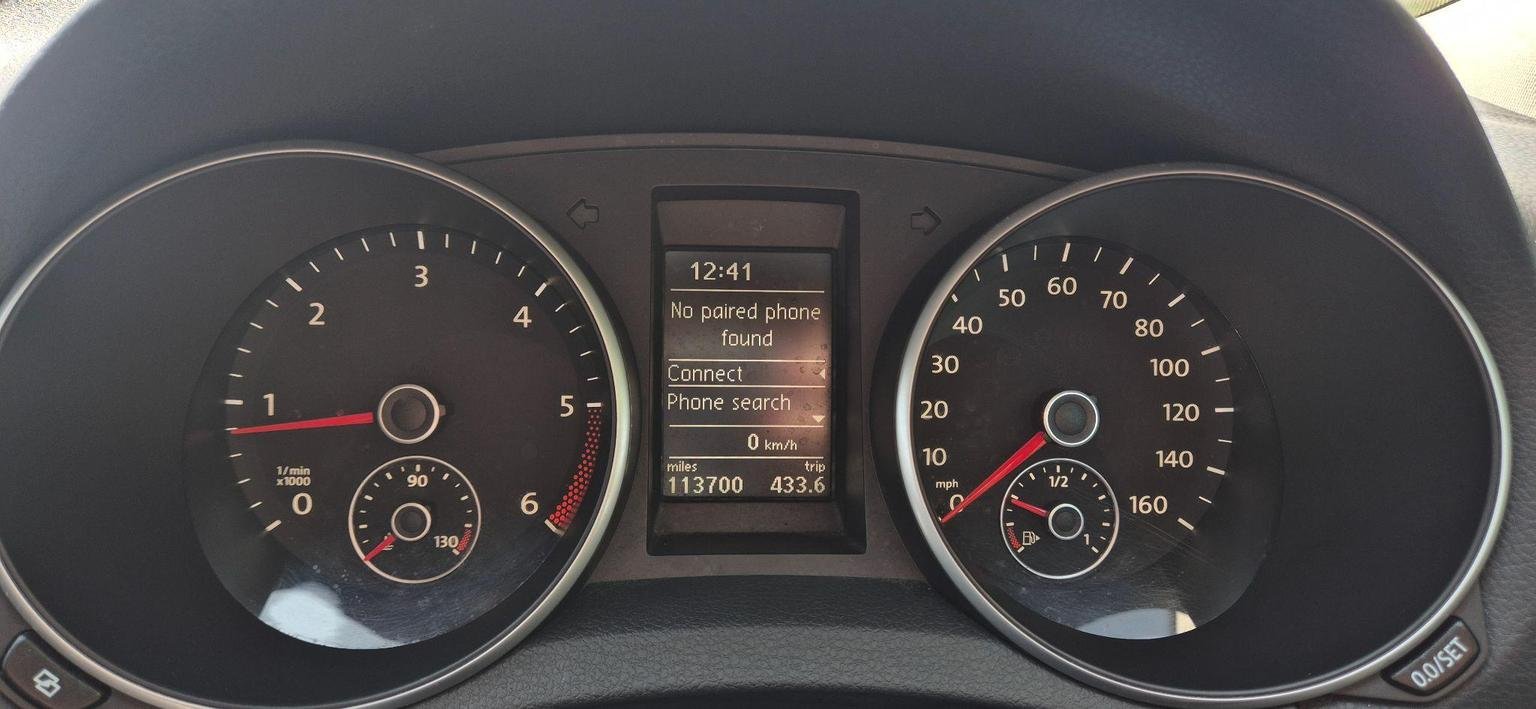 1/min
x1000
0
1
2
3
4
5
6
90
130
12:41
No paired phone
found
Connect
Phone search
0 km/h
miles trip
113700 433.6
mph
0
10
20
30
40
50
60
70
80
100
120
140
160
1/2
1
0.0/SET